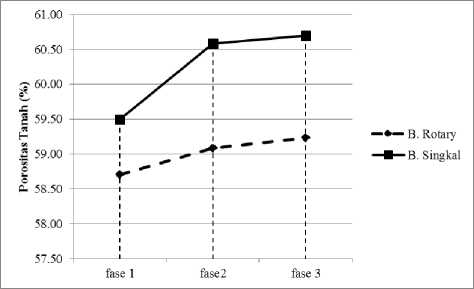 Porositas Tanah (%)
61.00
60.50
60.00
59.50
59.00
58.50
58.00
57.50
fase 1
fase2
fase 3
B. Rotary
B. Singkal